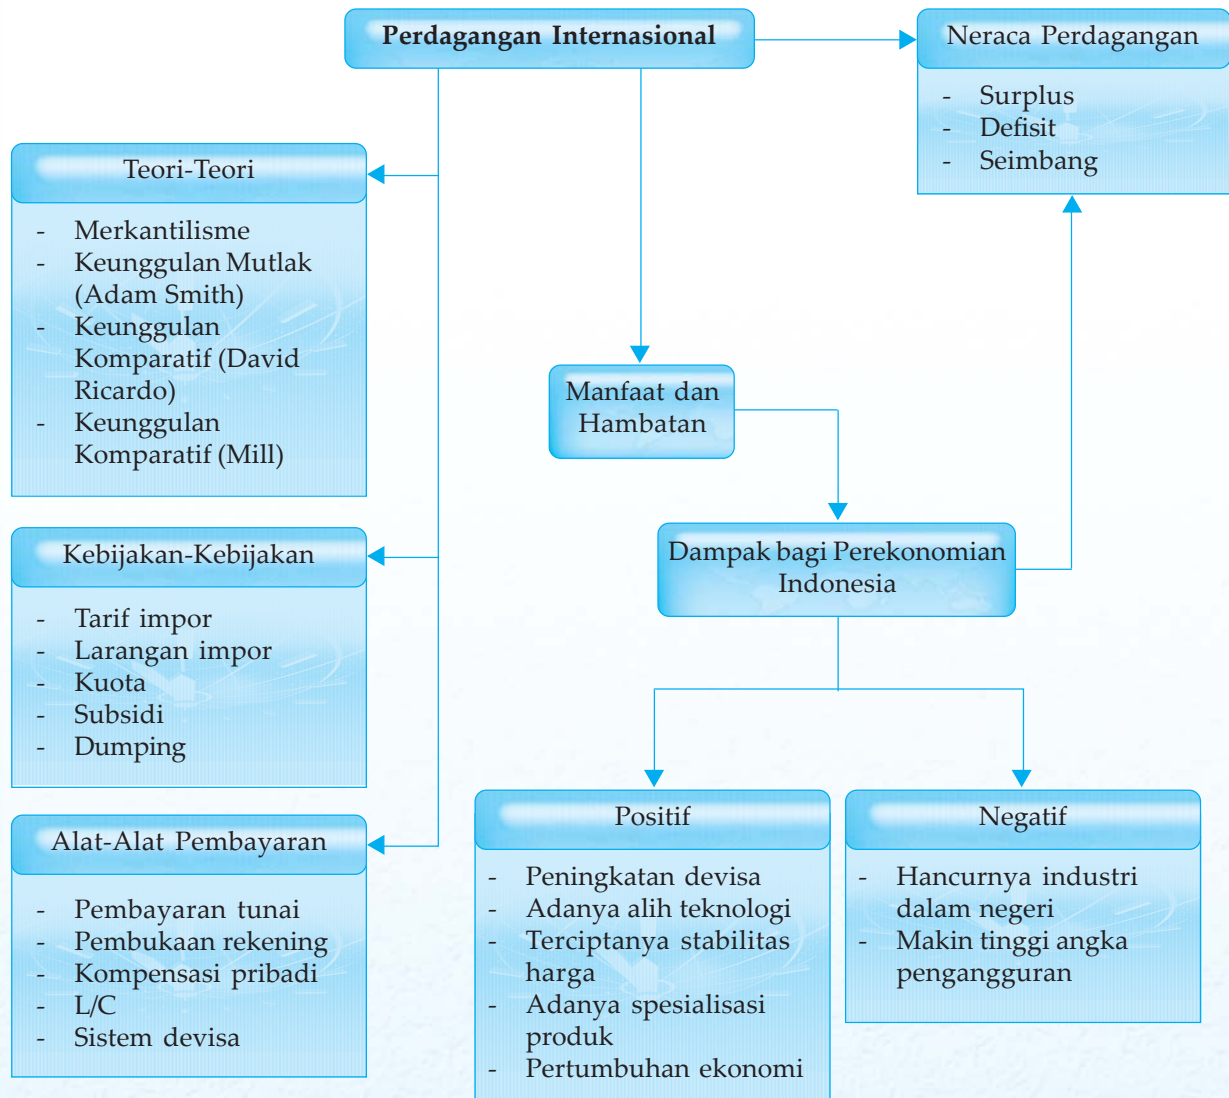 Perdagangan Internasional
Neraca Perdagangan
- Surplus
- Defisit
- Seimbang
Teori-Teori
- Merkantilisme
- Keunggulan Mutlak
(Adam Smith)
- Keunggulan
Komparatif (David
Ricardo)
- Keunggulan
Komparatif (Mill)
Manfaat dan
Hambatan
Kebijakan-Kebijakan
- Tarif impor
- Larangan impor
- Kuota
- Subsidi
- Dumping
Dampak bagi Perekonomian
Indonesia
Alat-Alat Pembayaran
- Pembayaran tunai
- Pembukaan rekening
- Kompensasi pribadi
- L/C
- Sistem devisa
Positif
- Peningkatan devisa
- Adanya alih teknologi
- Terciptanya stabilitas
harga
- Adanya spesialisasi
produk
- Pertumbuhan ekonomi
Negatif
- Hancurnya industri
dalam negeri
- Makin tinggi angka
pengangguran